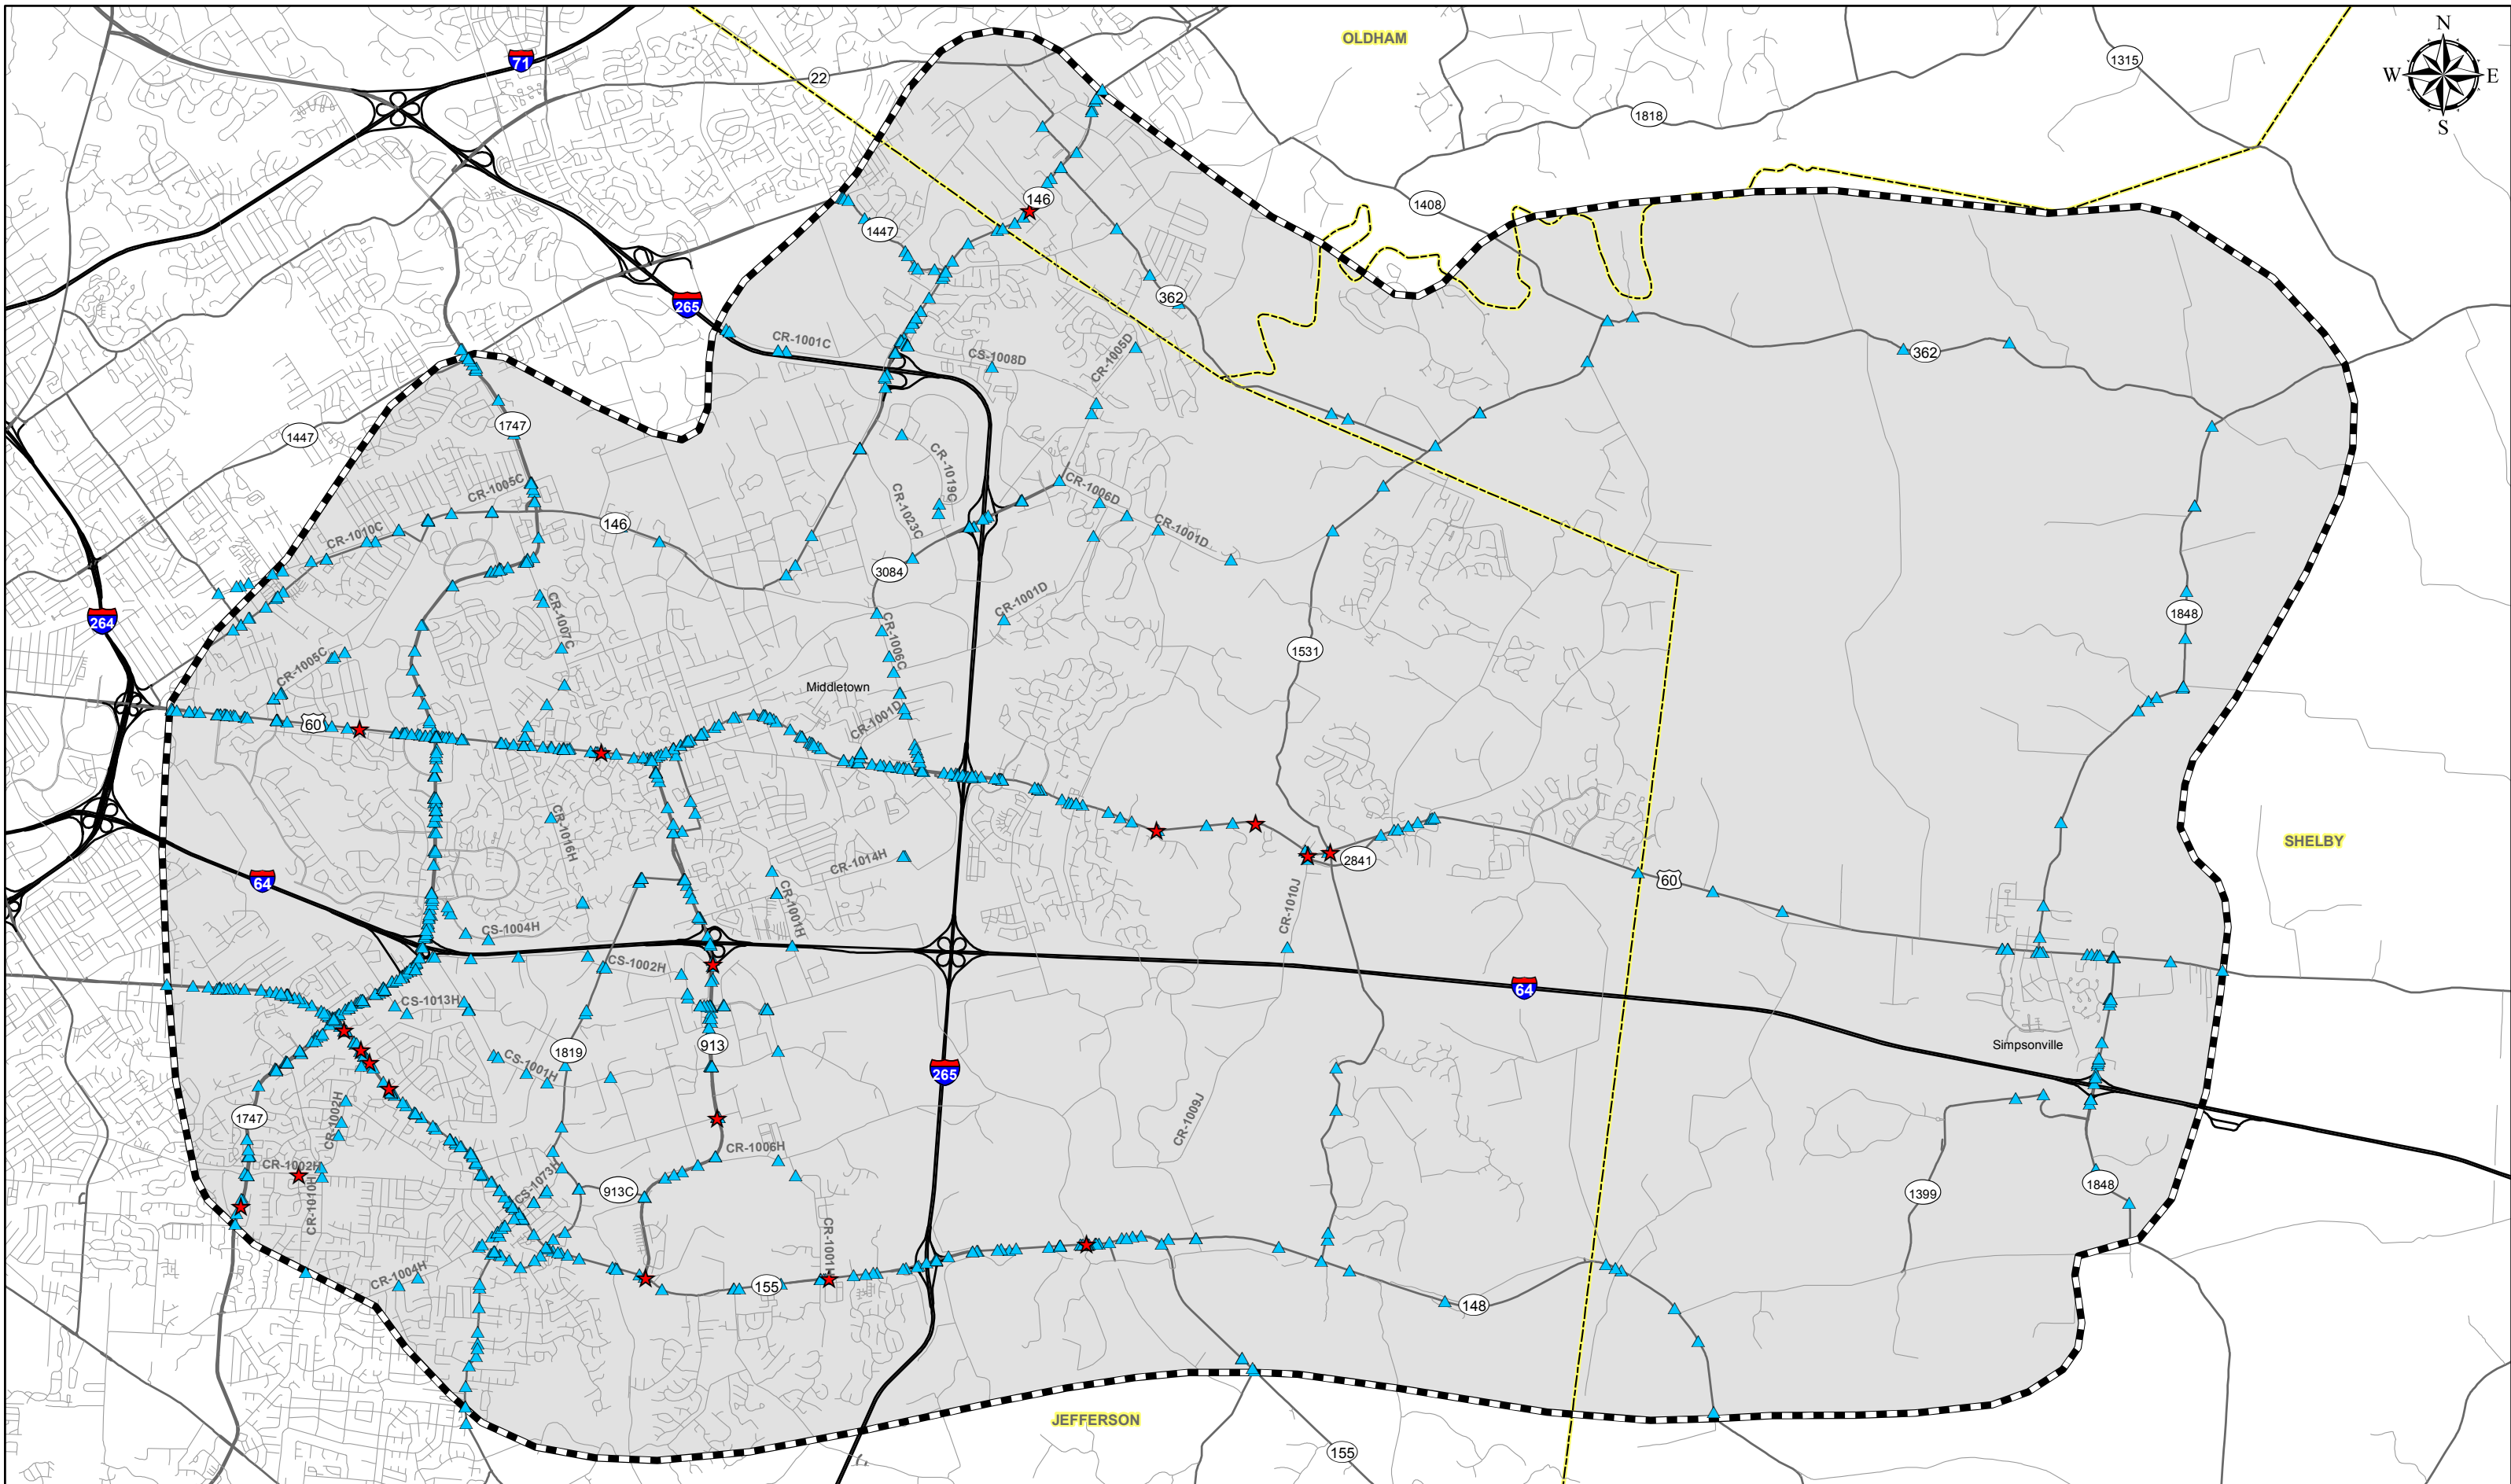 OLDHAM
N
W
E
S
71
22
1315
1818
146
1408
1447
265
362
CR-1001C
CS-1008D
CR-1005D
362
1747
1447
CR-1019C
CR-1005C
CR-1006D
CR-1023C
146
CR-1010C
CR-1001D
3084
CR-1001D
264
CR-1007C
CR-1006C
1848
1531
CR-1005C
Middletown
CR-1001D
60
CR-1016H
SHELBY
2841
CR-1014H
64
60
CR-1001H
CR-1010J
CS-1004H
CS-1002H
64
CS-1013H
913
Simpsonville
1819
CS-1001H
265
1747
CR-1002H
CR-1009J
CR-1006H
CR-1002H
CS-1073H
1848
913C
1399
CR-1010H
CR-1001H
CR-1004H
155
148
JEFFERSON
155